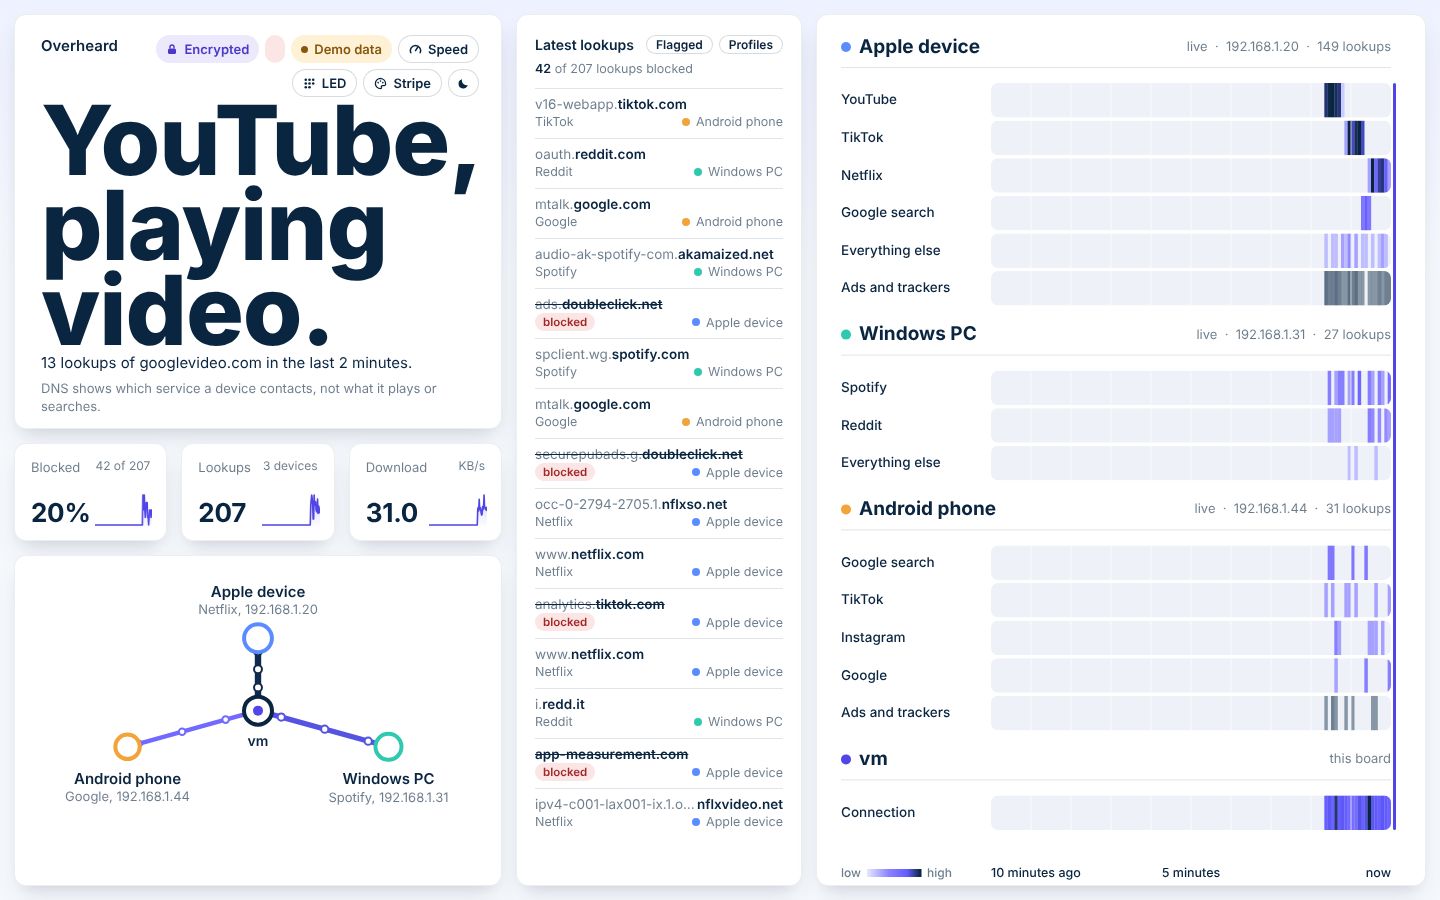 Overheard
Encrypted
Demo data
Speed
LED
Stripe
YouTube,
playing
video.
13 lookups of googlevideo.com in the last 2 minutes.
DNS shows which service a device contacts, not what it plays or
searches.
Blocked 42 of 207
20%
Lookups 3 devices
207
Download KB/s
31.0
Apple device
Netflix, 192.168.1.20
vm
Android phone
Google, 192.168.1.44
Windows PC
Spotify, 192.168.1.31
Latest lookups Flagged Profiles
42 of 207 lookups blocked
v16-webapp.tiktok.com
TikTok Android phone
oauth.reddit.com
Reddit Windows PC
mtalk.google.com
Google Android phone
audio-ak-spotify-com.akamaized.net
Spotify Windows PC
ads.doubleclick.net
blocked Apple device
spclient.wg.spotify.com
Spotify Windows PC
mtalk.google.com
Google Android phone
securepubads.g.doubleclick.net
blocked Apple device
occ-0-2794-2705.1.nflxso.net
Netflix Apple device
www.netflix.com
Netflix Apple device
analytics.tiktok.com
blocked Apple device
www.netflix.com
Netflix Apple device
i.redd.it
Reddit Windows PC
app-measurement.com
blocked Apple device
ipv4-c001-lax001-ix.1.o... nflxvideo.net
Netflix Apple device
Apple device live · 192.168.1.20 · 149 lookups
YouTube
TikTok
Netflix
Google search
Everything else
Ads and trackers
Windows PC live · 192.168.1.31 · 27 lookups
Spotify
Reddit
Everything else
Android phone live · 192.168.1.44 · 31 lookups
Google search
TikTok
Instagram
Google
Ads and trackers
vm this board
Connection
low high 10 minutes ago 5 minutes now